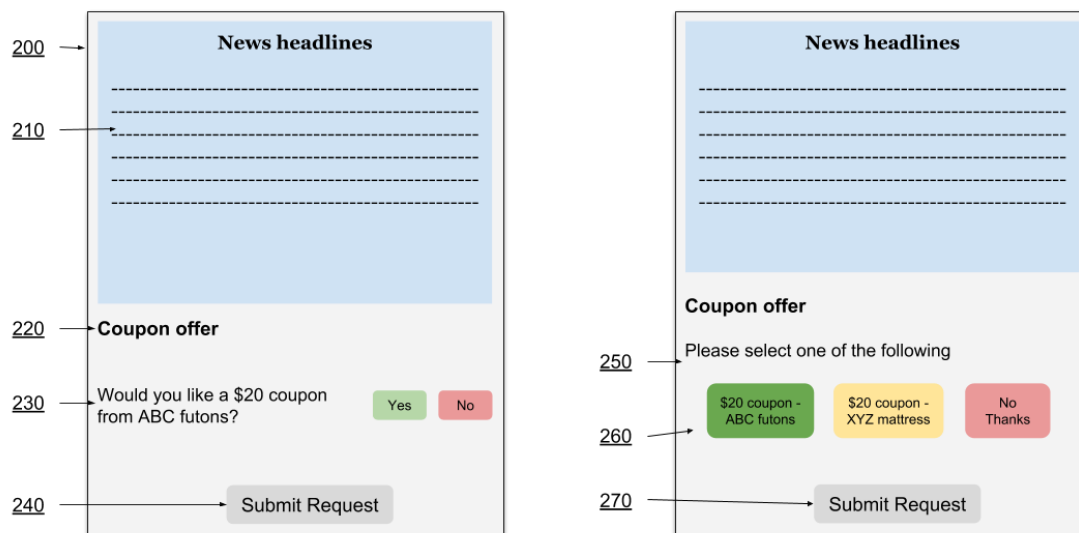 200
News headlines
210
220
Coupon offer
230
Would you like a $20 coupon
from ABC futons?
Yes
No
240
Submit Request
News headlines
Coupon offer
250
Please select one of the following
260
$20 coupon -
ABC futons
$20 coupon -
XYZ mattress
No
Thanks
270
Submit Request